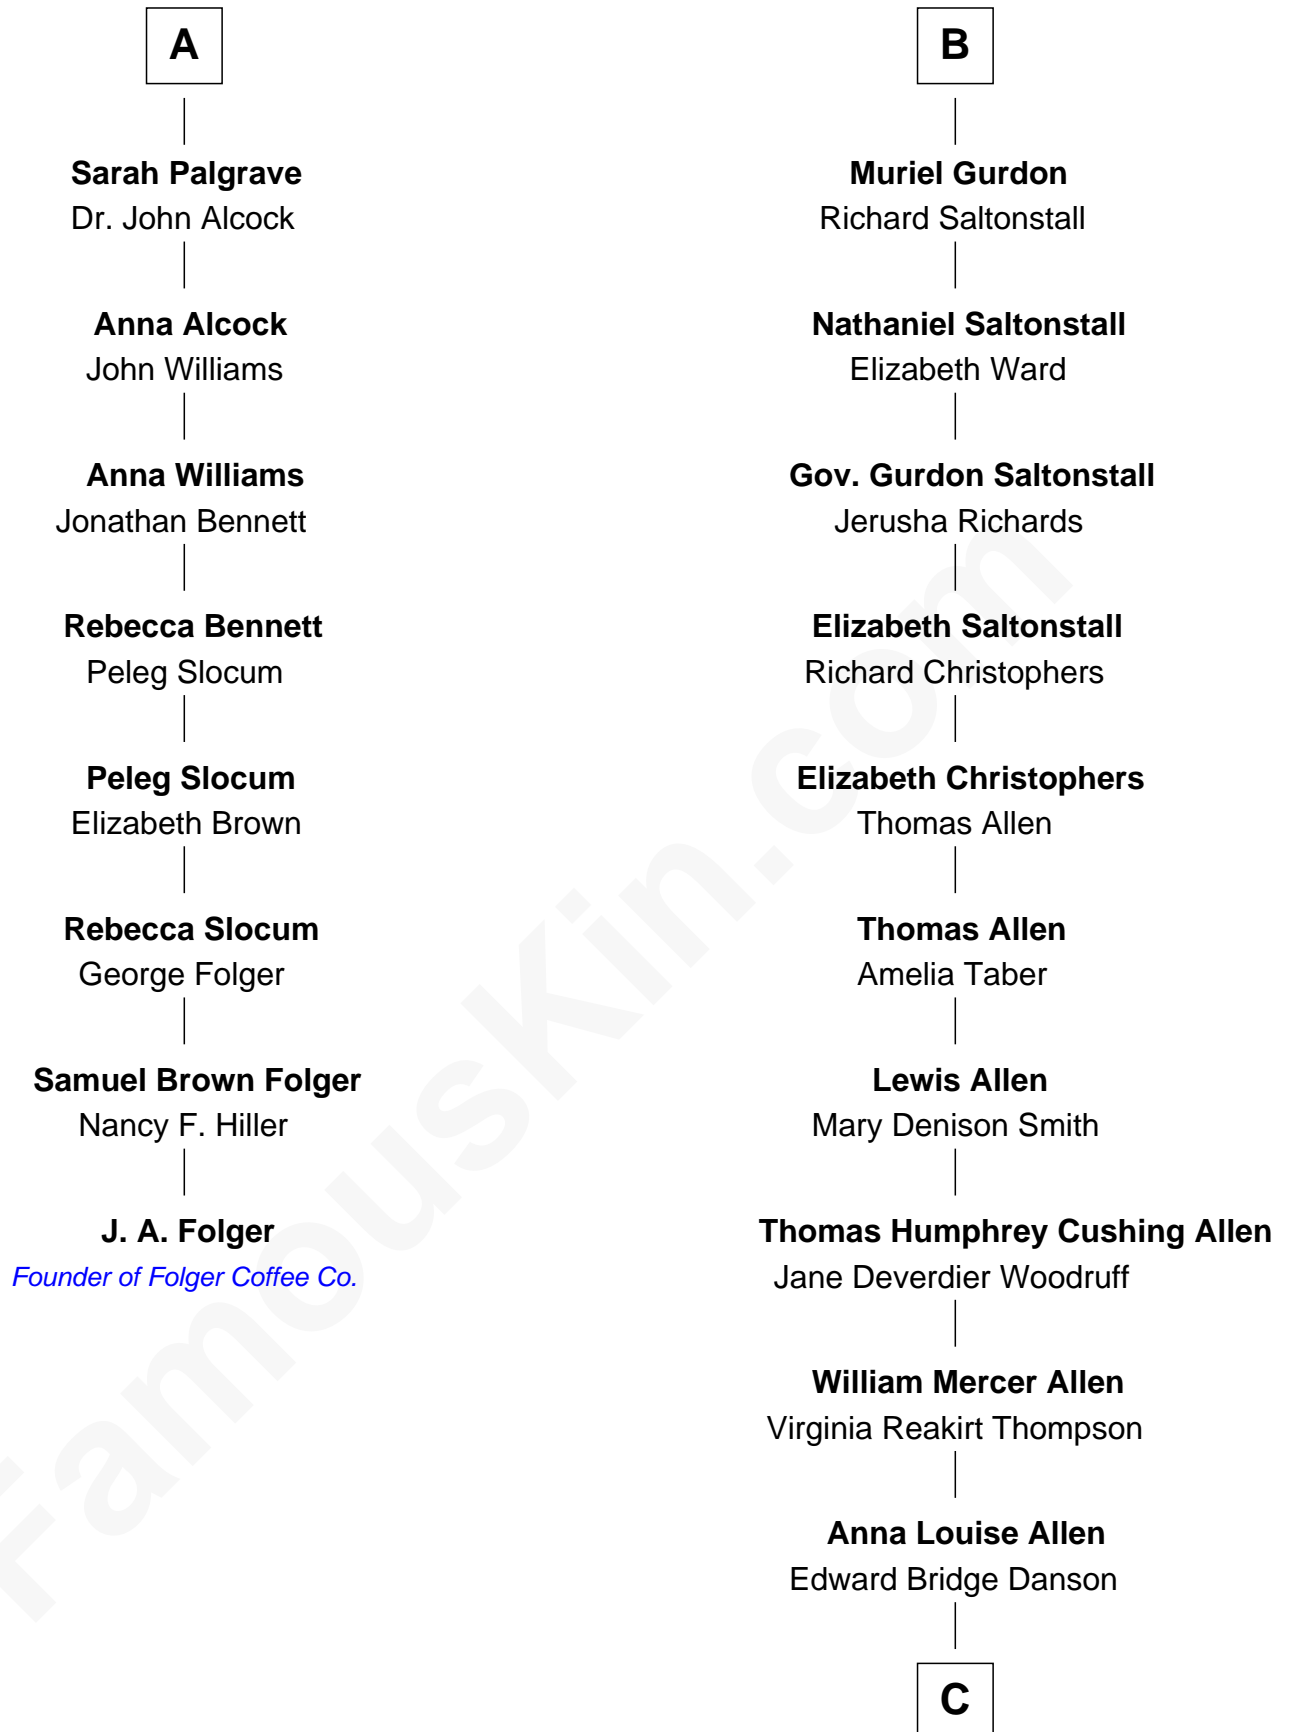 A
Sarah Palgrave
Dr. John Alcock
Anna Alcock
John Williams
Anna Williams
Jonathan Bennett
Rebecca Bennett
Peleg Slocum
Peleg Slocum
Elizabeth Brown
Rebecca Slocum
George Folger
Samuel Brown Folger
Nancy F. Hiller
J. A. Folger
Founder of Folger Coffee Co.
B
Muriel Gurdon
Richard Saltonstall
Nathaniel Saltonstall
Elizabeth Ward
Gov. Gurdon Saltonstall
Jerusha Richards
Elizabeth Saltonstall
Richard Christophers
Elizabeth Christophers
Thomas Allen
Thomas Allen
Amelia Taber
Lewis Allen
Mary Denison Smith
Thomas Humphrey Cushing Allen
Jane Deverdier Woodruff
William Mercer Allen
Virginia Reakirt Thompson
Anna Louise Allen
Edward Bridge Danson
C
FamousKin.com